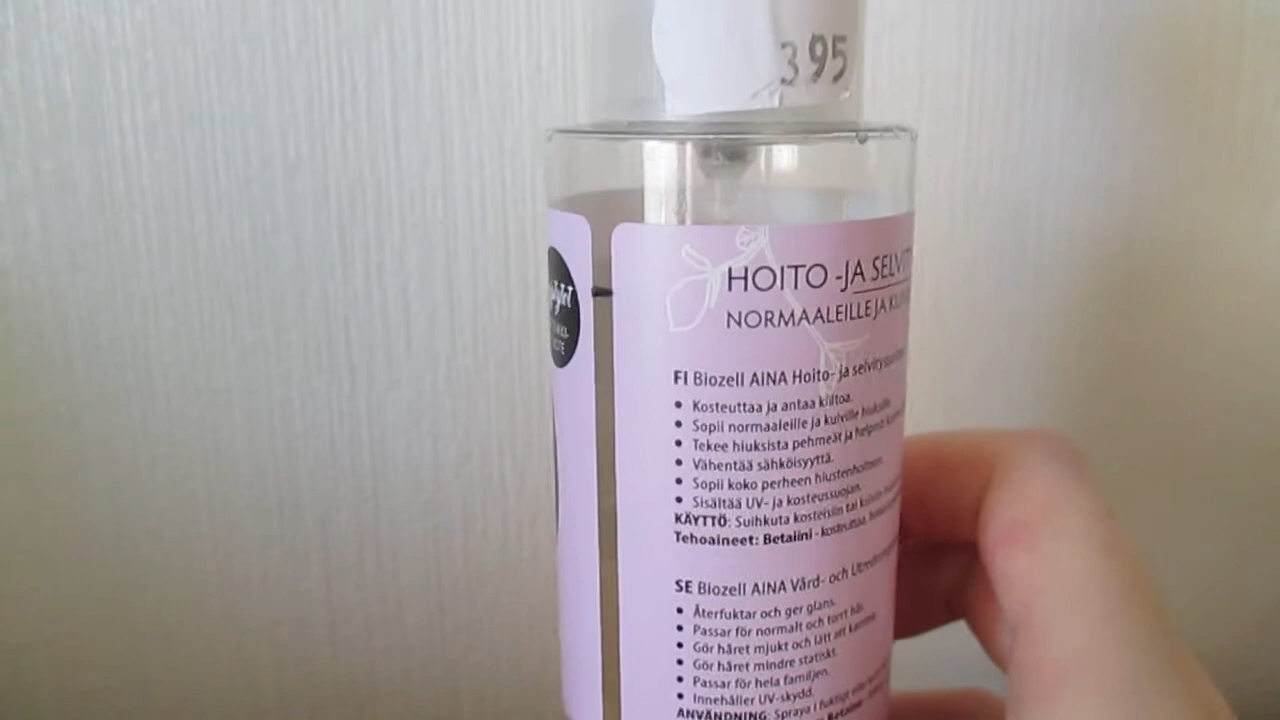 395
HOITO -JA SELVIT
NORMAALEILLE JA
FI Biozell AINA Hoito- ja
• Kosteuttaa ja antaa kiiltoa.
• Sopii normaaleille ja kuiville hiuksille.
• Tekee hiuksista pehmeät ja helposti
• Vähentää sähköisyyttä.
• Sopii koko perheen hiustenhoitoon.
• Sisältää UV- ja kosteussuojan.
KÄYTTÖ: Suihkuta kosteisiin tai kuiviin
Tehoaineet: Betaiini - kosteuttaa,
SE Biozell AINA Vård- och
• Återfuktar och ger glans.
• Passar för normalt och torrt hår.
• Gör håret mjukt och lätt att kamma.
• Gör håret mindre statiskt.
• Passar för hela familjen.
• Innehåller UV-skydd.
ANVÄNDNING: Spraya i fuktigt eller